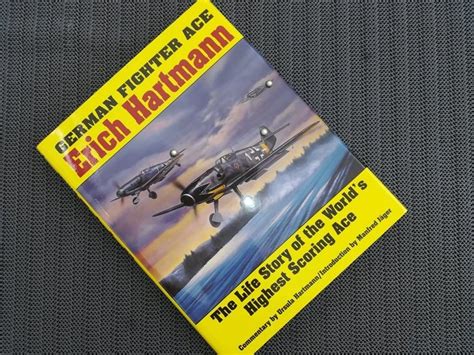 GERMAN FIGHTER ACE
Erich Hartmann
The Life Story of the World's
Highest Scoring Ace
Commentary by Ursula Hartmann/Introduction by Manfred Jäger